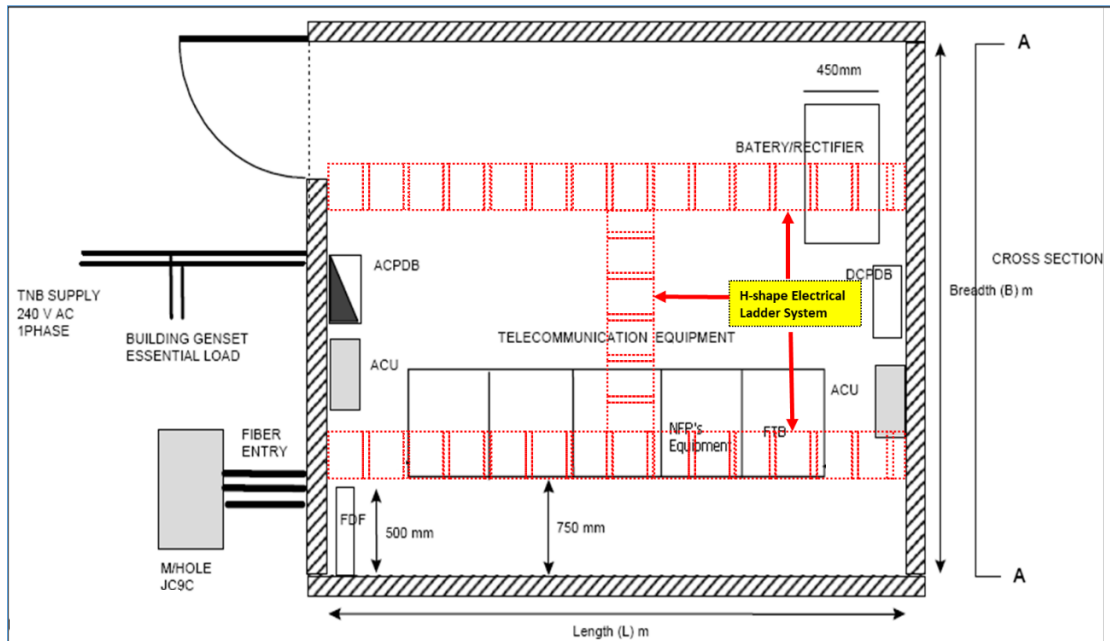 A
450mm
BATERY/RECTIFIER
ACPDB
DCPDB
CROSS SECTION
Breadth (B) m
TNB SUPPLY
240 V AC
1PHASE
BUILDING GENSET
ESSENTIAL LOAD
H-shape Electrical
Ladder System
TELECOMMUNICATION EQUIPMENT
ACU
ACU
FIBER
ENTRY
NFP's
Equipment
FTB
FDF
500 mm
750 mm
M/HOLE
JC9C
A
Length (L) m